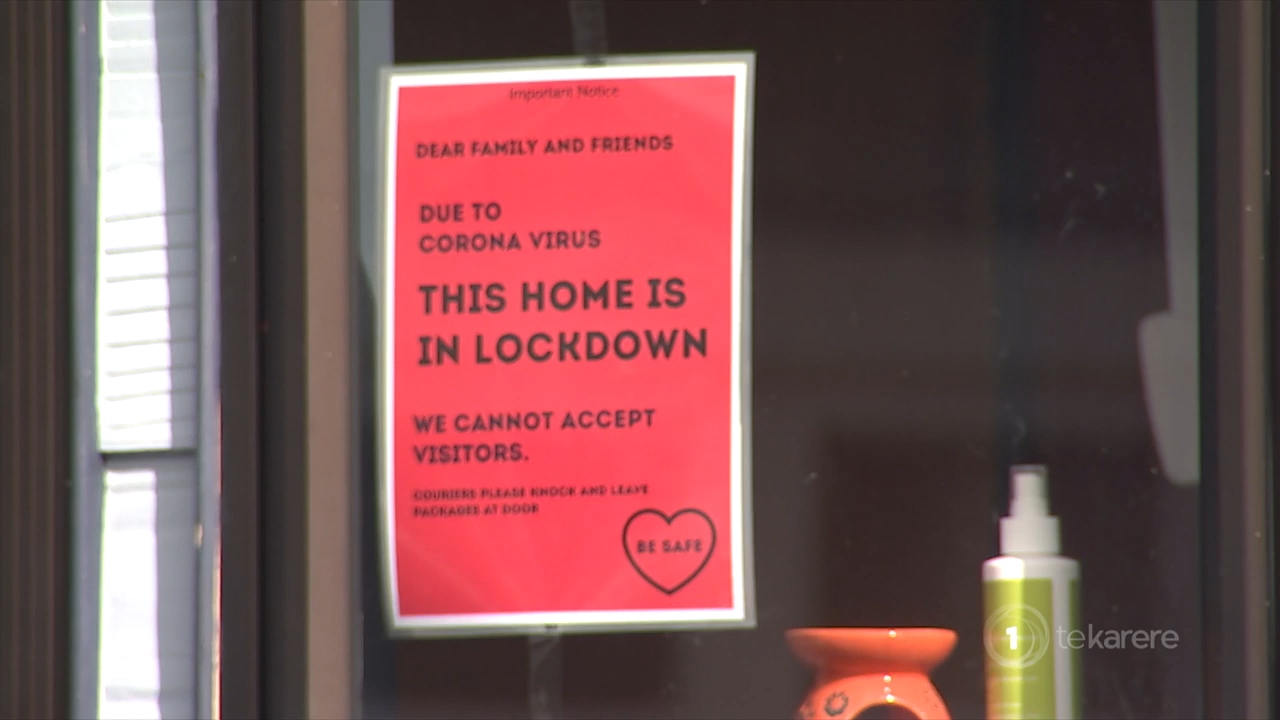 Important Notice
DEAR FAMILY AND FRIENDS
DUE TO
CORONA VIRUS
THIS HOME IS
IN LOCKDOWN
WE CANNOT ACCEPT
VISITORS.
COURIERS PLEASE KNOCK AND LEAVE
PACKAGES AT DOOR
BE SAFE
1 tekarere